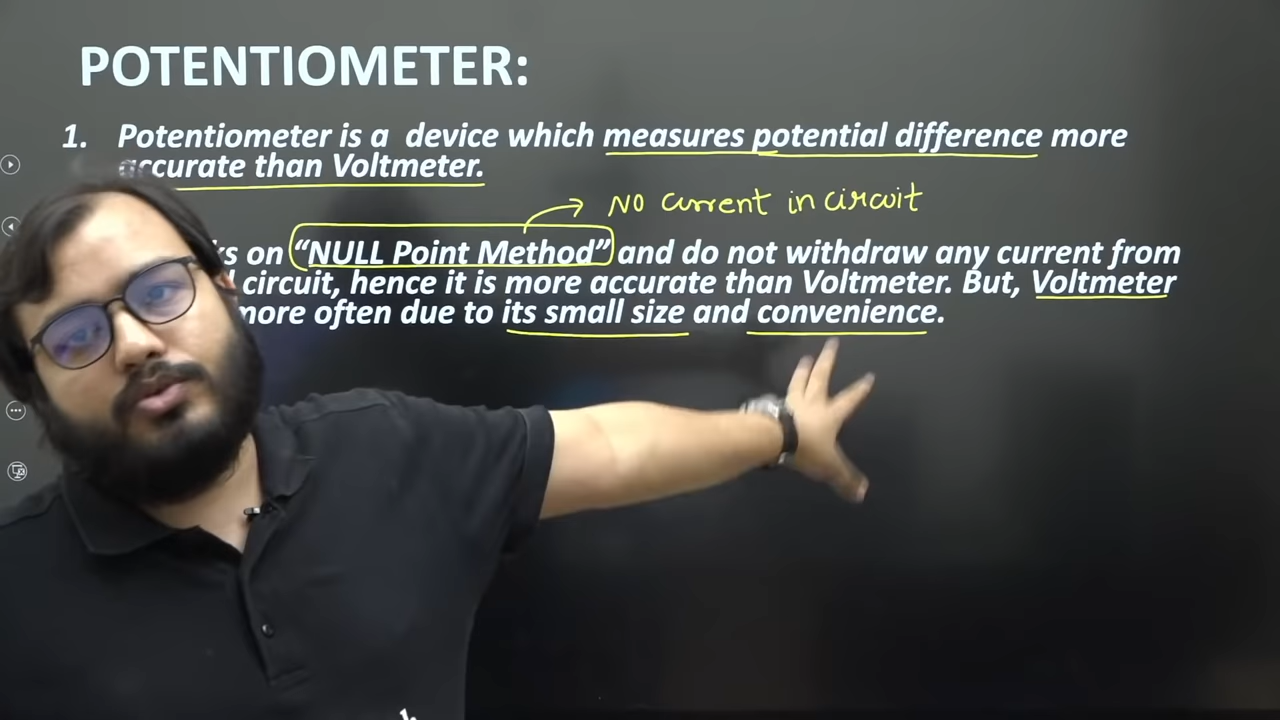 POTENTIOMETER:
1. Potentiometer is a device which measures potential difference more
accurate than Voltmeter.
NO current in circuit
on "NULL Point Method" and do not withdraw any current from
circuit, hence it is more accurate than Voltmeter. But, Voltmeter
more often due to its small size and convenience.